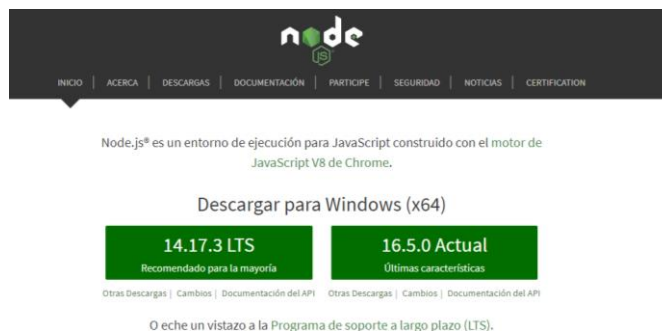 node
JS
INICIO | ACERCA | DESCARGAS | DOCUMENTACIÓN | PARTICIPE | SEGURIDAD | NOTICIAS | CERTIFICATION
Node.js® es un entorno de ejecución para JavaScript construido con el motor de
JavaScript V8 de Chrome.
Descargar para Windows (x64)
14.17.3 LTS
Recomendado para la mayoría
16.5.0 Actual
Últimas características
Otras Descargas | Cambios | Documentación del API
Otras Descargas | Cambios | Documentación del API
O eche un vistazo a la Programa de soporte a largo plazo (LTS).